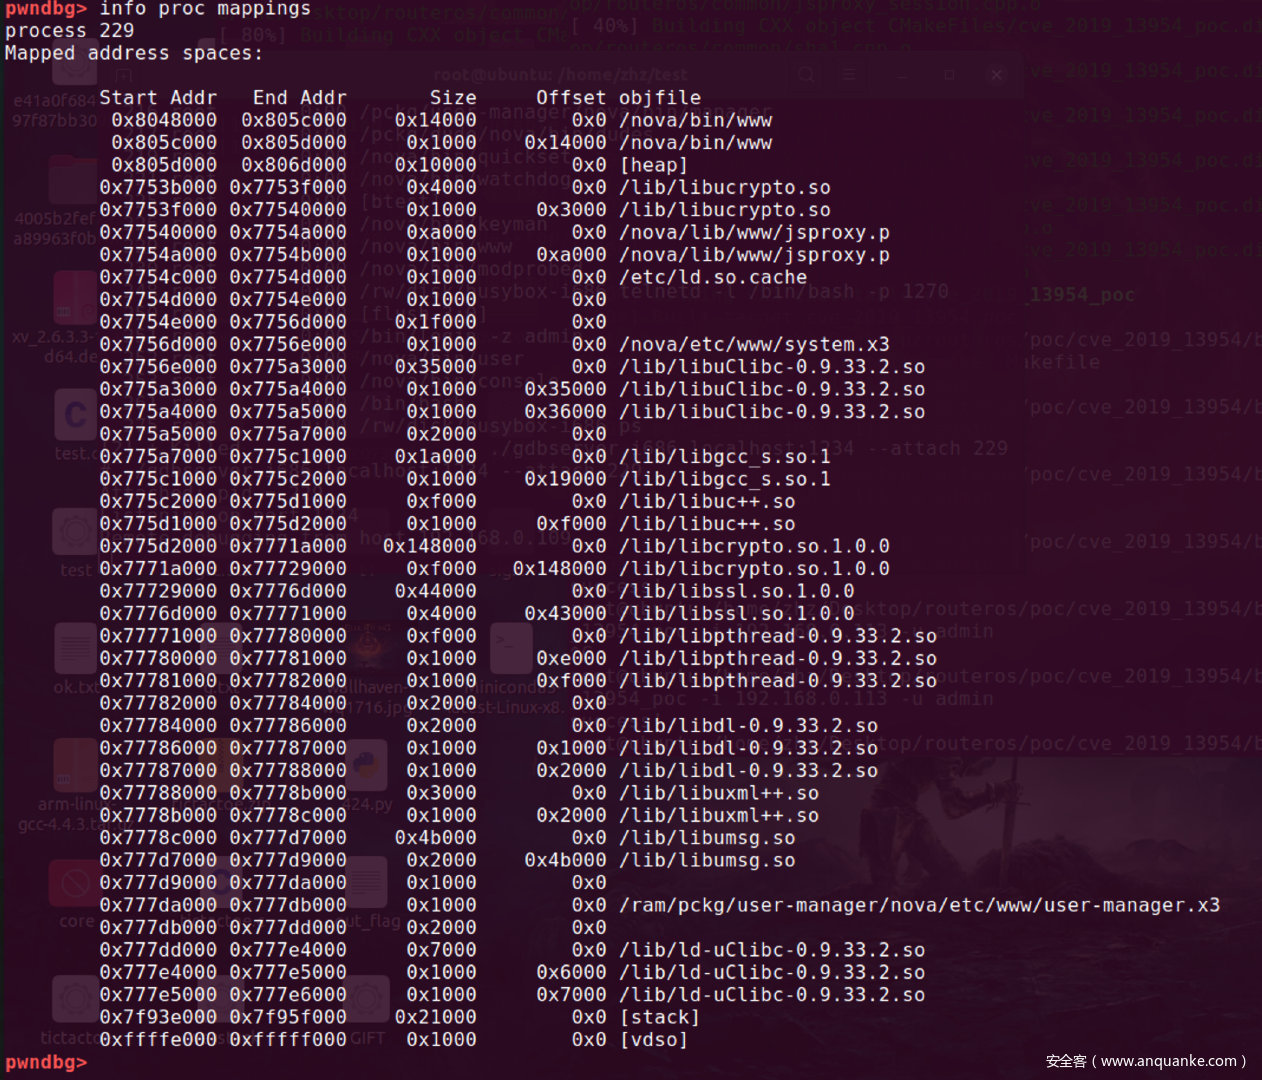 pwndbg> info proc mappings
process 229
Mapped address spaces:
Start Addr   End Addr       Size     Offset objfile
0x8048000  0x805c000    0x14000        0x0 /nova/bin/www
0x805c000  0x805d000     0x1000    0x14000 /nova/bin/www
0x805d000  0x806d000    0x10000        0x0 [heap]
0x7753b000 0x7753f000     0x4000        0x0 /lib/libucrypto.so
0x7753f000 0x77540000     0x1000     0x3000 /lib/libucrypto.so
0x77540000 0x7754a000     0xa000        0x0 /nova/lib/www/jsproxy.p
0x7754a000 0x7754b000     0x1000     0xa000 /nova/lib/www/jsproxy.p
0x7754c000 0x7754d000     0x1000        0x0 /etc/ld.so.cache
0x7754d000 0x7754e000     0x1000        0x0
0x7754e000 0x7756d000    0x1f000        0x0
0x7756d000 0x7756e000     0x1000        0x0 /nova/etc/www/system.x3
0x7756e000 0x775a3000    0x35000        0x0 /lib/libuClibc-0.9.33.2.so
0x775a3000 0x775a4000     0x1000    0x35000 /lib/libuClibc-0.9.33.2.so
0x775a4000 0x775a5000     0x1000    0x36000 /lib/libuClibc-0.9.33.2.so
0x775a5000 0x775a7000     0x2000        0x0
0x775a7000 0x775c1000    0x1a000        0x0 /lib/libgcc_s.so.1
0x775c1000 0x775c2000     0x1000    0x19000 /lib/libgcc_s.so.1
0x775c2000 0x775d1000     0xf000        0x0 /lib/libuc++.so
0x775d1000 0x775d2000     0x1000     0xf000 /lib/libuc++.so
0x775d2000 0x7771a000   0x148000        0x0 /lib/libcrypto.so.1.0.0
0x7771a000 0x77729000     0xf000   0x148000 /lib/libcrypto.so.1.0.0
0x77729000 0x7776d000    0x44000        0x0 /lib/libssl.so.1.0.0
0x7776d000 0x77771000     0x4000    0x43000 /lib/libssl.so.1.0.0
0x77771000 0x77780000     0xf000        0x0 /lib/libpthread-0.9.33.2.so
0x77780000 0x77781000     0x1000     0xe000 /lib/libpthread-0.9.33.2.so
0x77781000 0x77782000     0x1000     0xf000 /lib/libpthread-0.9.33.2.so
0x77782000 0x77784000     0x2000        0x0
0x77784000 0x77786000     0x2000        0x0 /lib/libdl-0.9.33.2.so
0x77786000 0x77787000     0x1000     0x1000 /lib/libdl-0.9.33.2.so
0x77787000 0x77788000     0x1000     0x2000 /lib/libdl-0.9.33.2.so
0x77788000 0x7778b000     0x3000        0x0 /lib/libuxml++.so
0x7778b000 0x7778c000     0x1000     0x2000 /lib/libuxml++.so
0x7778c000 0x777d7000    0x4b000        0x0 /lib/libumsg.so
0x777d7000 0x777d9000     0x2000    0x4b000 /lib/libumsg.so
0x777d9000 0x777da000     0x1000        0x0
0x777da000 0x777db000     0x1000        0x0 /ram/pckg/user-manager/nova/etc/www/user-manager.x3
0x777db000 0x777dd000     0x2000        0x0
0x777dd000 0x777e4000     0x7000        0x0 /lib/ld-uClibc-0.9.33.2.so
0x777e4000 0x777e5000     0x1000     0x6000 /lib/ld-uClibc-0.9.33.2.so
0x777e5000 0x777e6000     0x1000     0x7000 /lib/ld-uClibc-0.9.33.2.so
0x7f93e000 0x7f95f000    0x21000        0x0 [stack]
0xffffe000 0xfffff000     0x1000        0x0 [vdso]
pwndbg>
安全客（www.anquanke.com）